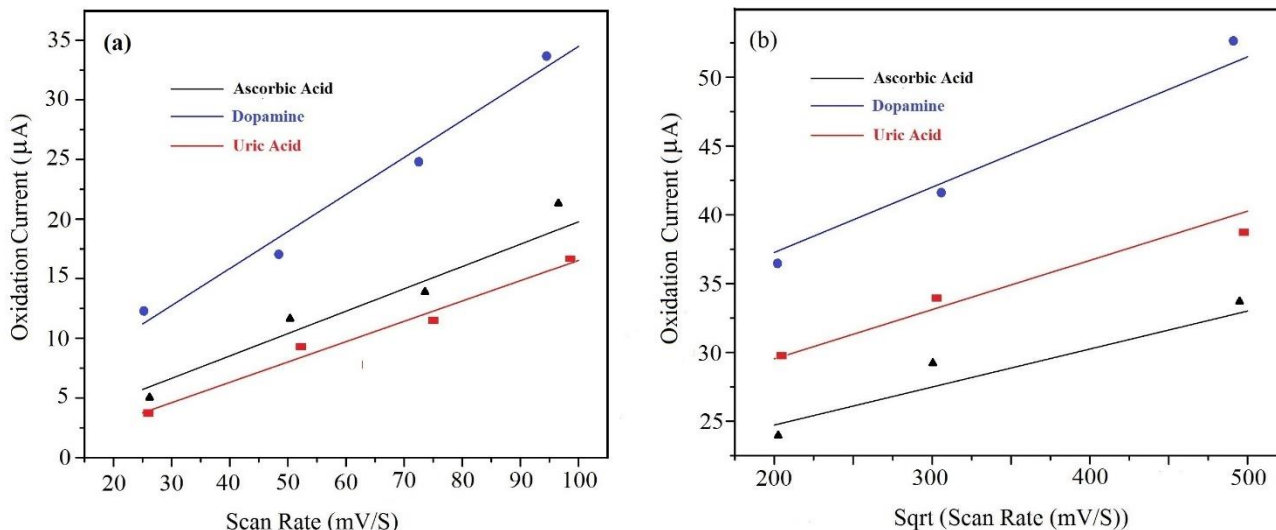 (a)
Ascorbic Acid
Dopamine
Uric Acid
Oxidation Current (µA)
35
30
25
20
15
10
5
0
20 30 40 50 60 70 80 90 100
Scan Rate (mV/S)
(b)
Ascorbic Acid
Dopamine
Uric Acid
Oxidation Current (µA)
50
45
40
35
30
25
200 300 400 500
Sqrt (Scan Rate (mV/S))